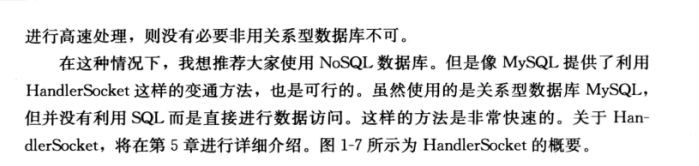 进行高速处理，则没有必要非用关系型数据库不可。
在这种情况下，我想推荐大家使用 NoSQL 数据库。但是像 MySQL 提供了利用
HandlerSocket 这样的变通方法，也是可行的。虽然使用的是关系型数据库 MySQL，
但并没有利用 SQL 而是直接进行数据访问。这样的方法是非常快速的。关于 Han-
dlerSocket，将在第 5 章进行详细介绍。图 1-7 所示为 HandlerSocket 的概要。